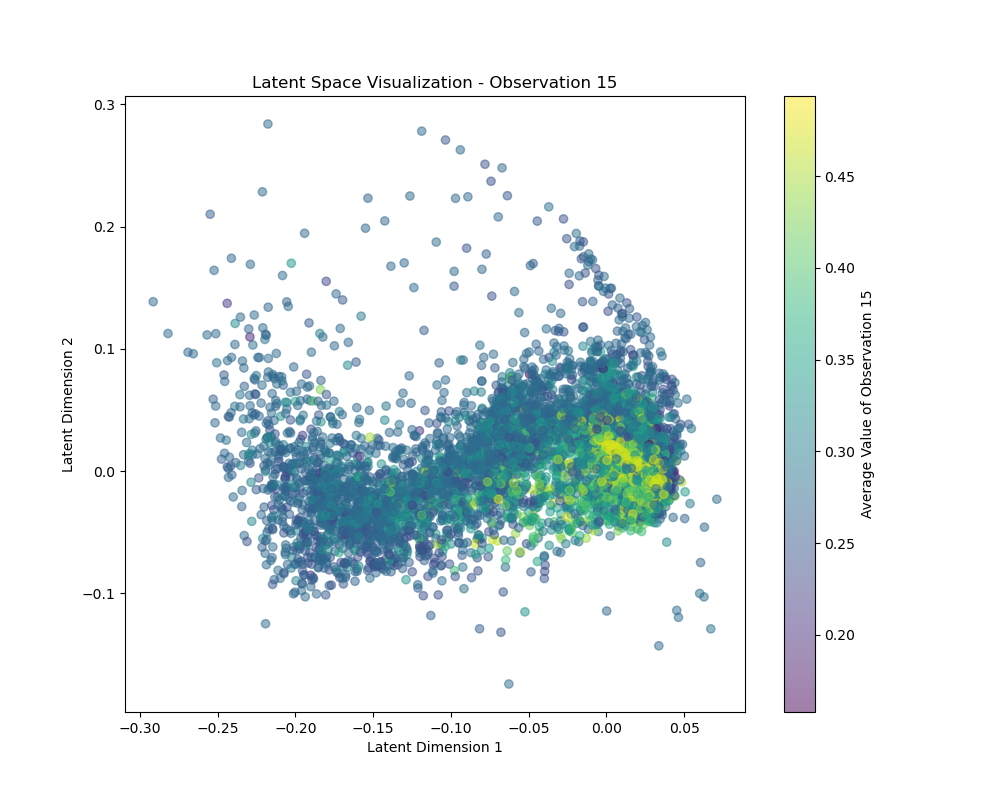 Latent Space Visualization - Observation 15
0.3
0.2
0.1
0.0
−0.1
Latent Dimension 2
−0.30 −0.25 −0.20 −0.15 −0.10 −0.05 0.00 0.05
Latent Dimension 1
0.45
0.40
0.35
0.30
0.25
0.20
Average Value of Observation 15